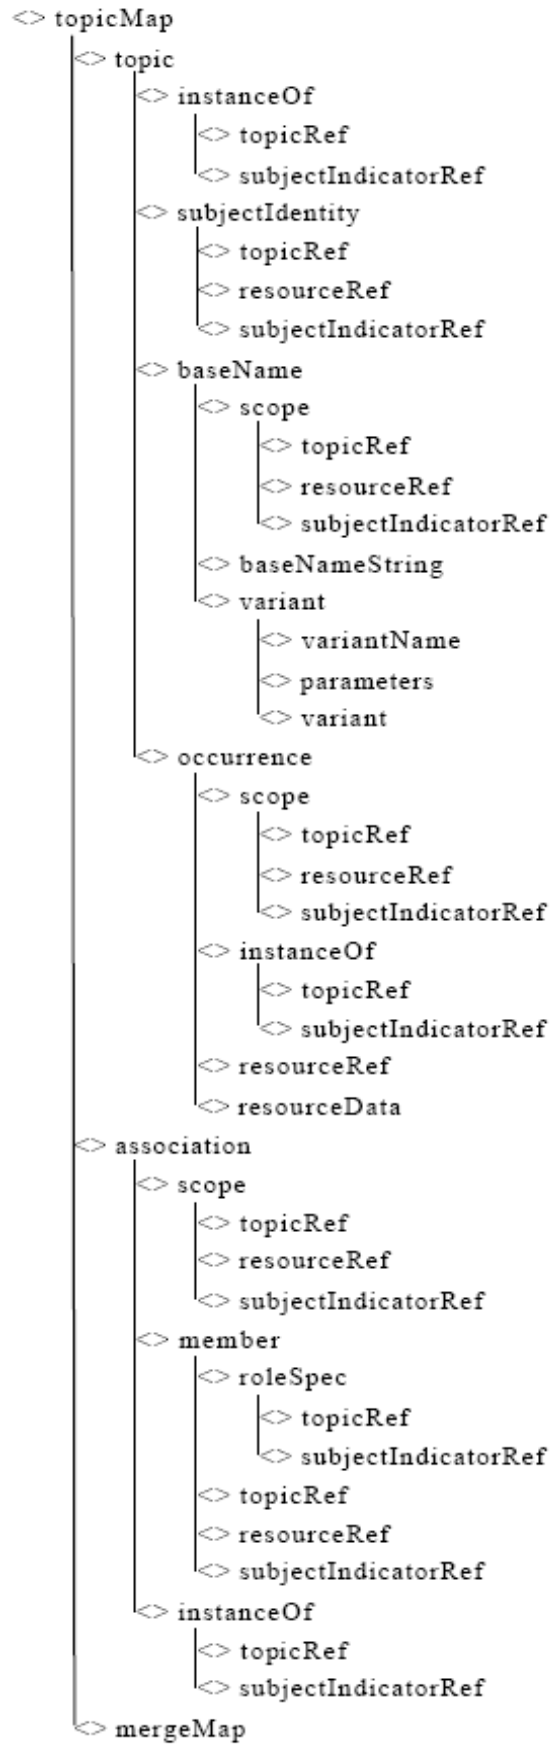 <> topicMap
<> topic
<> instanceOf
<> topicRef
<> subjectIndicatorRef
<> subjectIdentity
<> topicRef
<> resourceRef
<> subjectIndicatorRef
<> baseName
<> scope
<> topicRef
<> resourceRef
<> subjectIndicatorRef
<> baseNameString
<> variant
<> variantName
<> parameters
<> variant
<> occurrence
<> scope
<> topicRef
<> resourceRef
<> subjectIndicatorRef
<> instanceOf
<> topicRef
<> subjectIndicatorRef
<> resourceRef
<> resourceData
<> association
<> scope
<> topicRef
<> resourceRef
<> subjectIndicatorRef
<> member
<> roleSpec
<> topicRef
<> subjectIndicatorRef
<> topicRef
<> resourceRef
<> subjectIndicatorRef
<> instanceOf
<> topicRef
<> subjectIndicatorRef
<> mergeMap